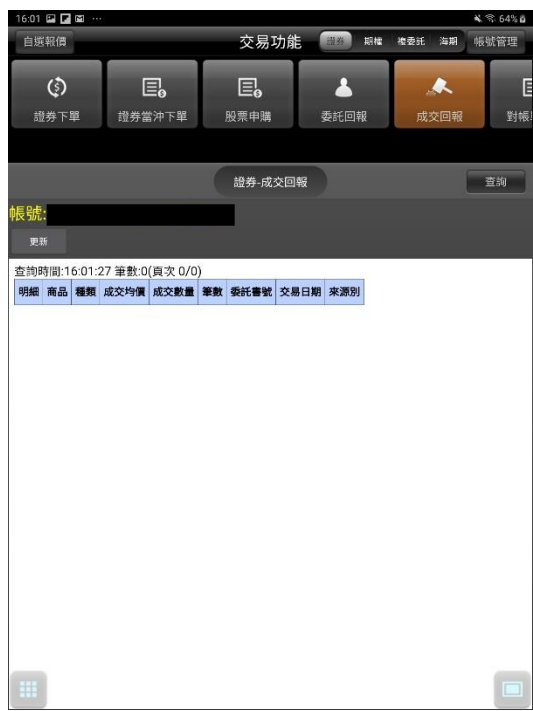 16:01 ... 64%
自選報價 交易功能 證券 期權 複委託 海期 帳號管理
證券下單 證券當沖下單 股票申購 委託回報 成交回報 對帳
證券-成交回報 查詢
帳號:
更新
查詢時間:16:01:27 筆數:0(頁次 0/0)
明細 商品 種類 成交均價 成交數量 筆數 委託書號 交易日期 來源別